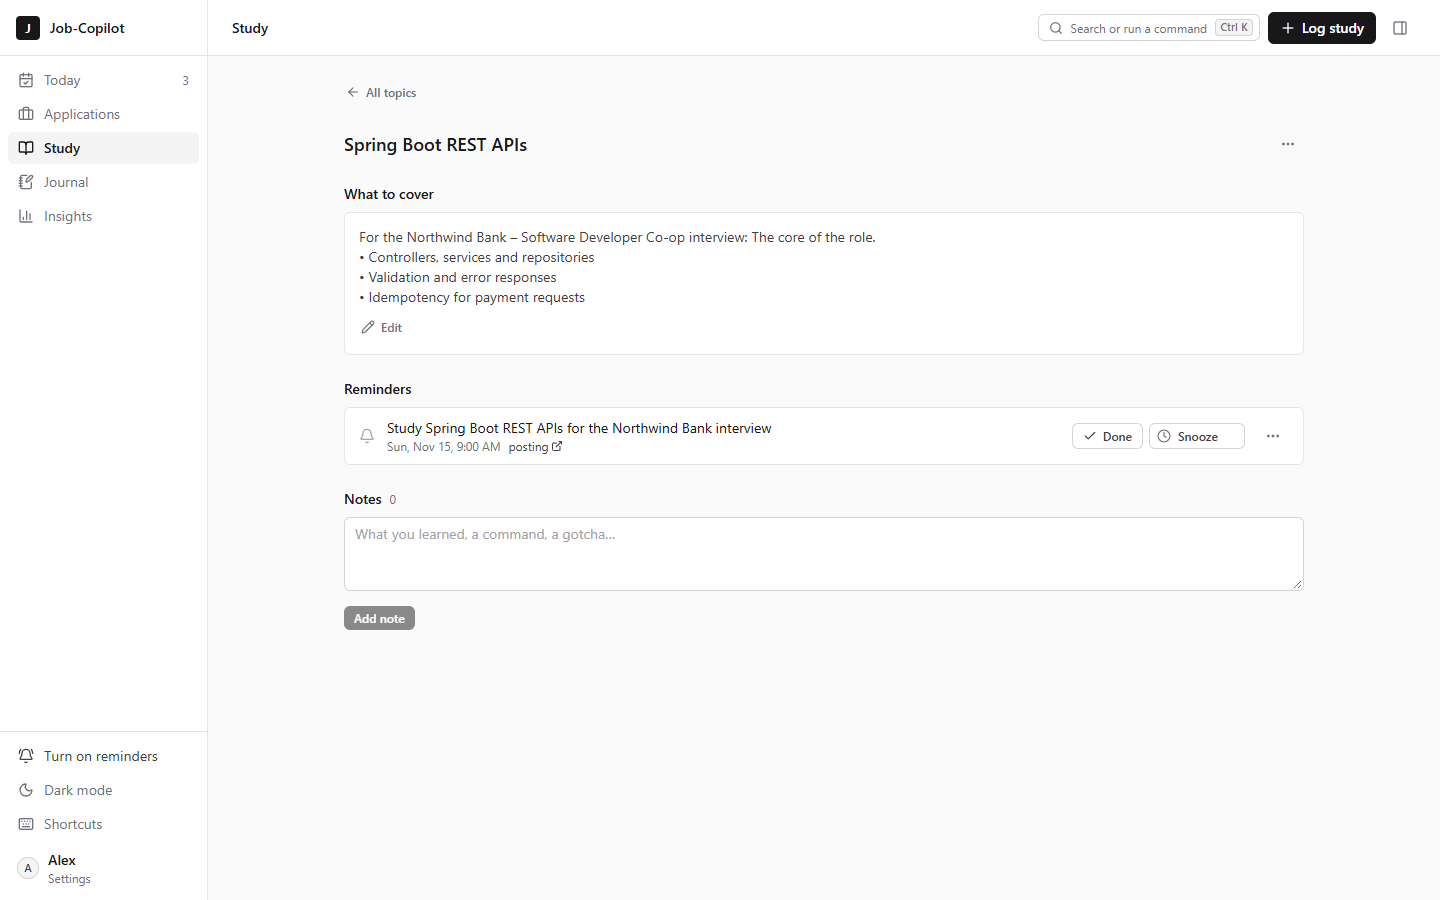 J Job-Copilot
Study
Search or run a command Ctrl K
Log study
Today 3
Applications
Study
Journal
Insights
All topics
Spring Boot REST APIs
What to cover
For the Northwind Bank – Software Developer Co-op interview: The core of the role.
• Controllers, services and repositories
• Validation and error responses
• Idempotency for payment requests
Edit
Reminders
Study Spring Boot REST APIs for the Northwind Bank interview
Sun, Nov 15, 9:00 AM posting
Done
Snooze
Notes 0
What you learned, a command, a gotcha...
Add note
Turn on reminders
Dark mode
Shortcuts
A Alex
Settings